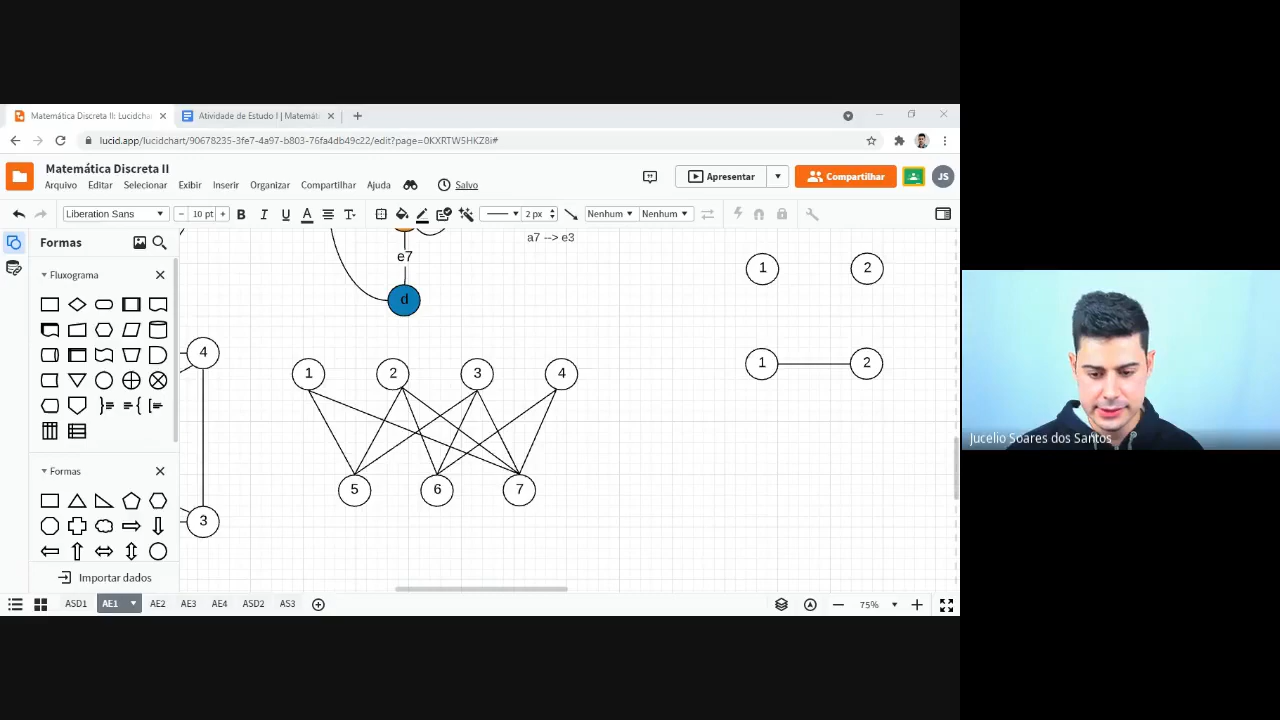 Matemática Discreta II: Lucidcha
Atividade de Estudo I | Matemát
lucid.app/lucidchart/90678235-3fe7-4a97-b803-76fa4db49c22/edit?page=0KXRTW5HKZ8i#
Matemática Discreta II
Arquivo Editar Selecionar Exibir Inserir Organizar Compartilhar Ajuda Salvo
Apresentar
Compartilhar
JS
Liberation Sans
10 pt
B I U A T
2 px
Nenhum Nenhum
Formas
Fluxograma
Formas
Importar dados
e7
d
a7 --> e3
1 2
1 2
4
3
1 2 3 4
5 6 7
ASD1 AE1 AE2 AE3 AE4 ASD2 AS3
75%
Jucelio Soares dos Santos